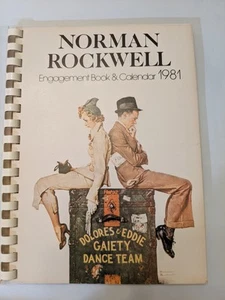 NORMAN
ROCKWELL
Engagement Book & Calendar 1981
DOLORES & EDDIE
GAIETY
DANCE TEAM